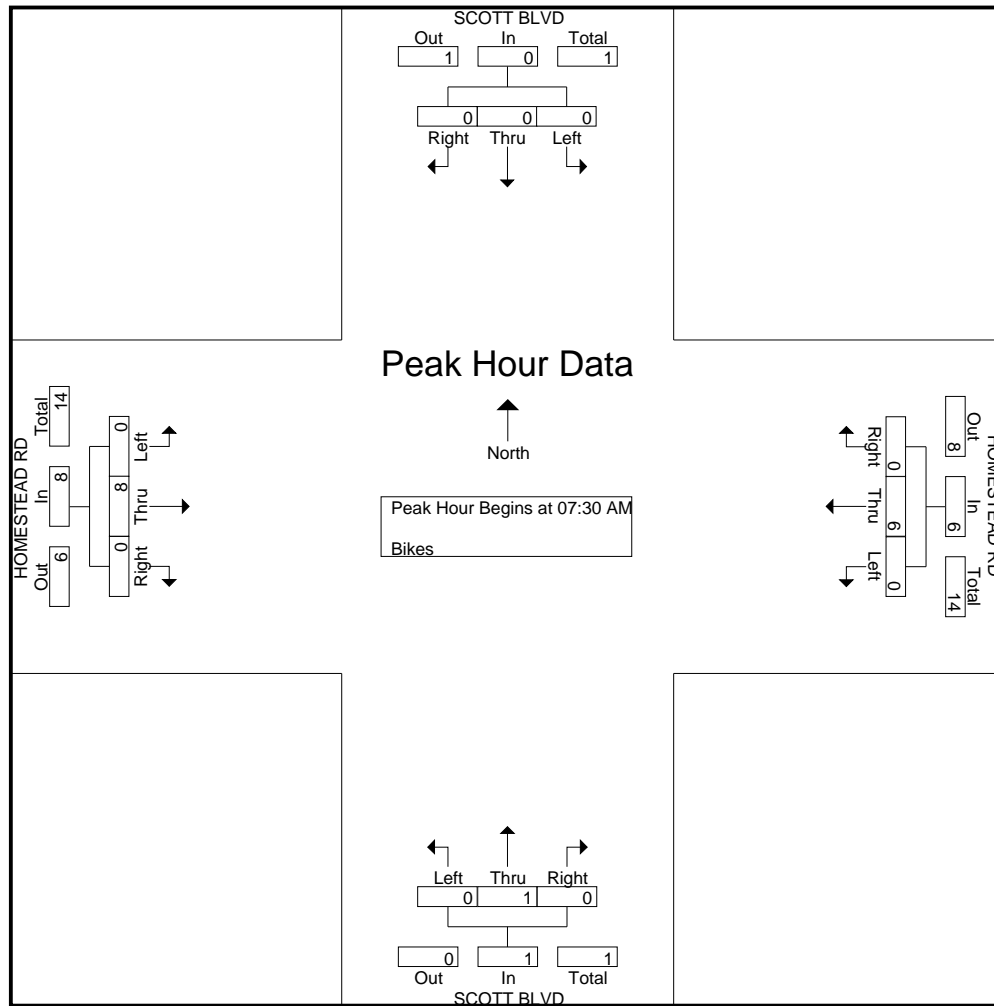 SCOTT BLVD
Out In Total
1 0 1
0 0 0
Right Thru Left
Peak Hour Data
North
Peak Hour Begins at 07:30 AM
Bikes
HOMESTEAD RD
Out In Total
6 8 14
Left Thru Right
0 8 0
HOMESTEAD RD
Out In Total
8 6 14
Right Thru Left
0 6 0
Left Thru Right
0 1 0
0 1 1
Out In Total
SCOTT BLVD